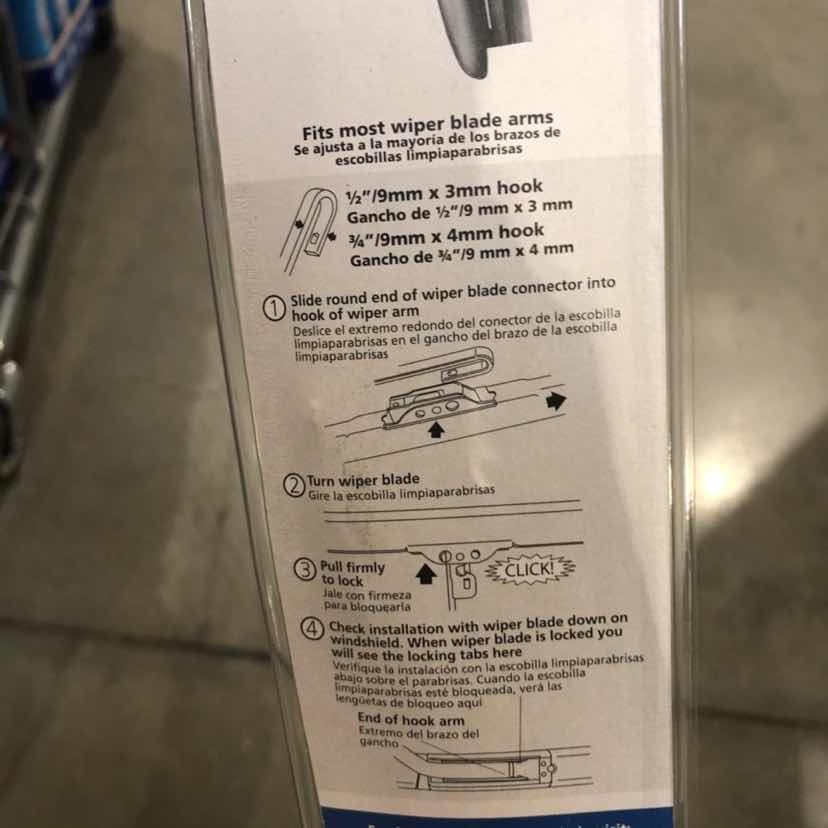 Fits most wiper blade arms
Se ajusta a la mayoría de los brazos de
escobillas limpiaparabrisas
½"/9mm x 3mm hook
Gancho de ½"/9 mm x 3 mm
¾"/9mm x 4mm hook
Gancho de ¾"/9 mm x 4 mm
1 Slide round end of wiper blade connector into
hook of wiper arm
Deslice el extremo redondo del conector de la escobilla
limpiaparabrisas en el gancho del brazo de la escobilla
limpiaparabrisas
2 Turn wiper blade
Gire la escobilla limpiaparabrisas
3 Pull firmly
to lock
Jale con firmeza
para bloquearla
CLICK!
4 Check installation with wiper blade down on
windshield. When wiper blade is locked you
will see the locking tabs here
Verifique la instalación con la escobilla limpiaparabrisas
abajo sobre el parabrisas. Cuando la escobilla
limpiaparabrisas esté bloqueada, verá las
lengüetas de bloqueo aquí
End of hook arm
Extremo del brazo del
gancho